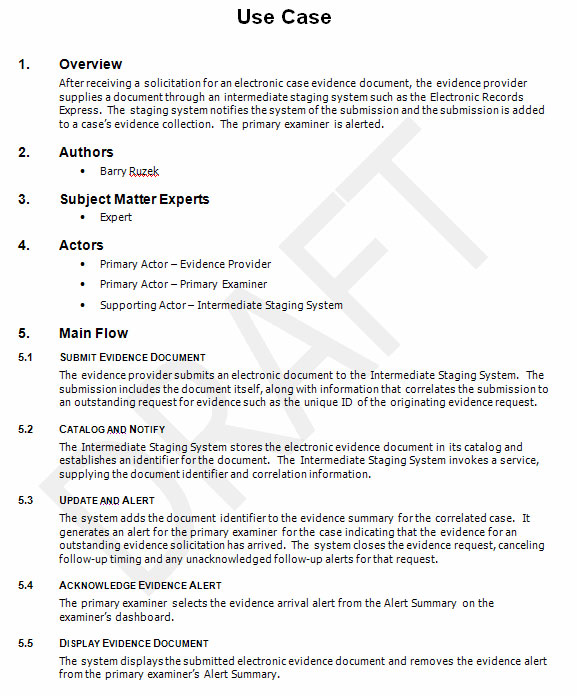 Use Case
1. Overview
After receiving a solicitation for an electronic case evidence document, the evidence provider
supplies a document through an intermediate staging system such as the Electronic Records
Express. The staging system notifies the system of the submission and the submission is added
to a case's evidence collection. The primary examiner is alerted.
2. Authors
• Barry Ruzek
3. Subject Matter Experts
• Expert
4. Actors
• Primary Actor – Evidence Provider
• Primary Actor – Primary Examiner
• Supporting Actor – Intermediate Staging System
5. Main Flow
5.1 SUBMIT EVIDENCE DOCUMENT
The evidence provider submits an electronic document to the Intermediate Staging System. The
submission includes the document itself, along with information that correlates the submission to
an outstanding request for evidence such as the unique ID of the originating evidence request.
5.2 CATALOG AND NOTIFY
The Intermediate Staging System stores the electronic evidence document in its catalog and
establishes an identifier for the document. The Intermediate Staging System invokes a service,
supplying the document identifier and correlation information.
5.3 UPDATE AND ALERT
The system adds the document identifier to the evidence summary for the correlated case. It
generates an alert for the primary examiner for the case indicating that the evidence for an
outstanding evidence solicitation has arrived. The system closes the evidence request, canceling
follow-up timing and any unacknowledged follow-up alerts for that request.
5.4 ACKNOWLEDGE EVIDENCE ALERT
The primary examiner selects the evidence arrival alert from the Alert Summary on the
examiner's dashboard.
5.5 DISPLAY EVIDENCE DOCUMENT
The system displays the submitted electronic evidence document and removes the evidence alert
from the primary examiner's Alert Summary.
DRAFT